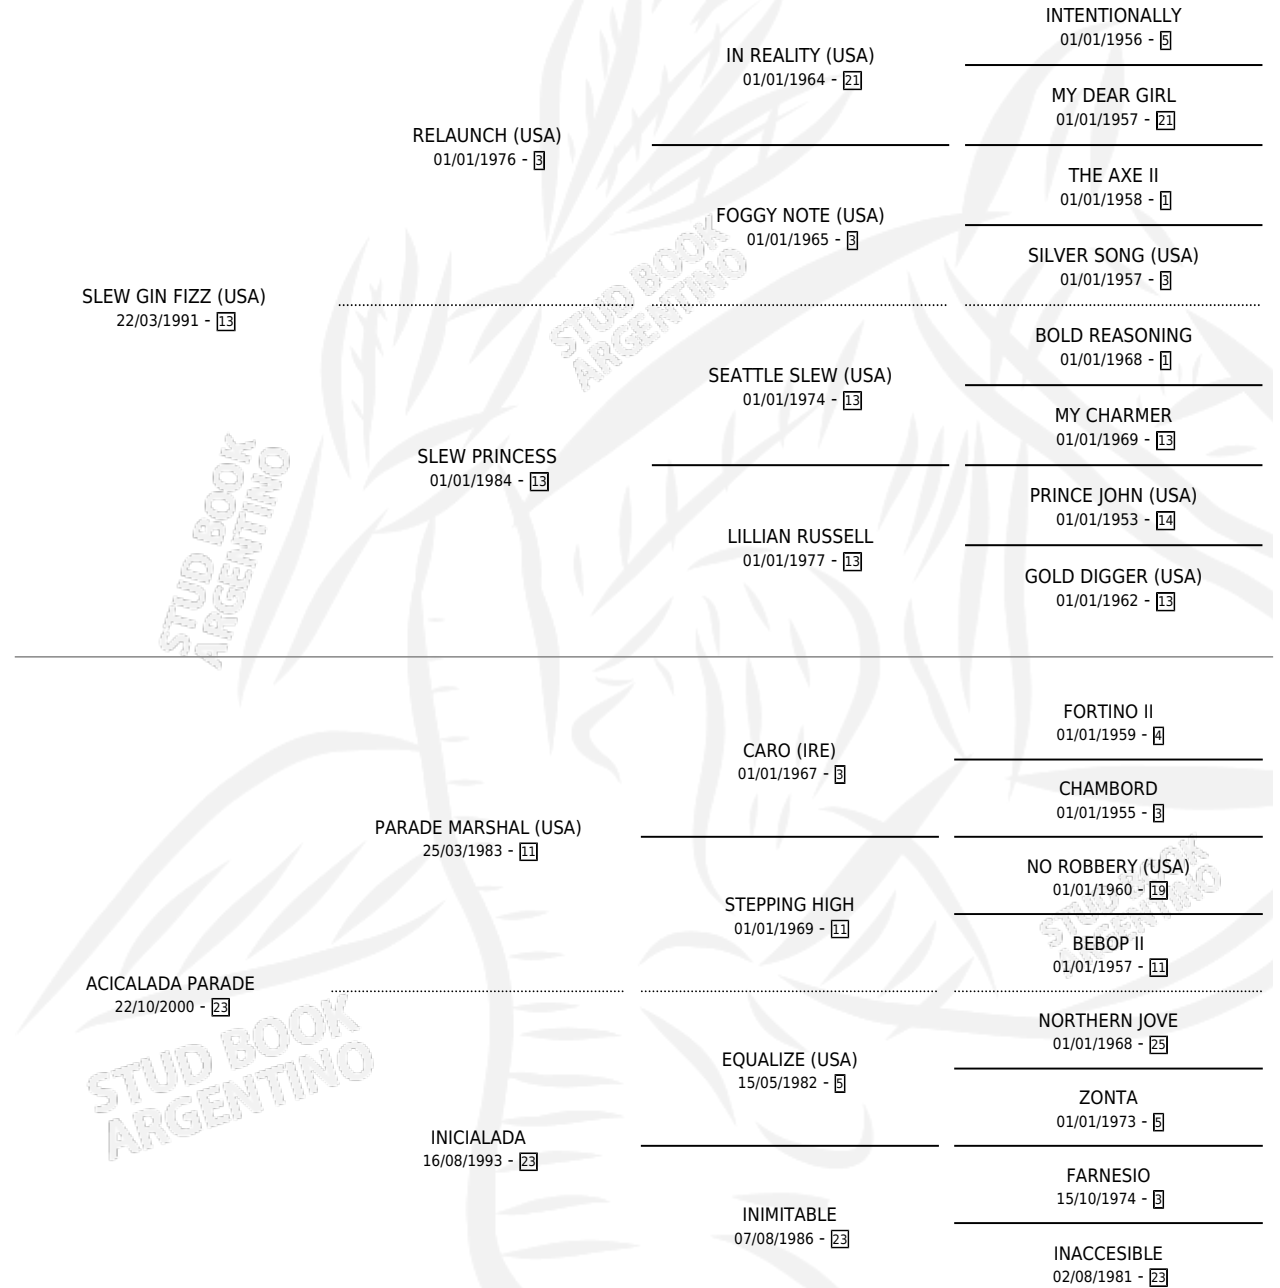 INTENTIONALLY
01/01/1956 - 5
IN REALITY (USA)
01/01/1964 - 21
MY DEAR GIRL
01/01/1957 - 21
RELAUNCH (USA)
01/01/1976 - 3
THE AXE II
01/01/1958 - 1
FOGGY NOTE (USA)
01/01/1965 - 3
SILVER SONG (USA)
01/01/1957 - 3
SLEW GIN FIZZ (USA)
22/03/1991 - 13
STUD BOOK
ARGENTINO
BOLD REASONING
01/01/1968 - 1
SEATTLE SLEW (USA)
01/01/1974 - 13
MY CHARMER
01/01/1969 - 13
SLEW PRINCESS
01/01/1984 - 13
PRINCE JOHN (USA)
01/01/1953 - 14
LILLIAN RUSSELL
01/01/1977 - 13
GOLD DIGGER (USA)
01/01/1962 - 13
STUD BOOK
ARGENTINO
FORTINO II
01/01/1959 - 4
CARO (IRE)
01/01/1967 - 3
CHAMBORD
01/01/1955 - 3
PARADE MARSHAL (USA)
25/03/1983 - 11
NO ROBBERY (USA)
01/01/1960 - 19
STEPPING HIGH
01/01/1969 - 11
STUD BOOK
ARGENTINO
BEBOP II
01/01/1957 - 11
ACICALADA PARADE
22/10/2000 - 23
NORTHERN JOVE
01/01/1968 - 25
EQUALIZE (USA)
15/05/1982 - 5
STUD BOOK
ARGENTINO
ZONTA
01/01/1973 - 5
INICIALADA
16/08/1993 - 23
FARNESIO
15/10/1974 - 3
INIMITABLE
07/08/1986 - 23
INACCESIBLE
02/08/1981 - 23